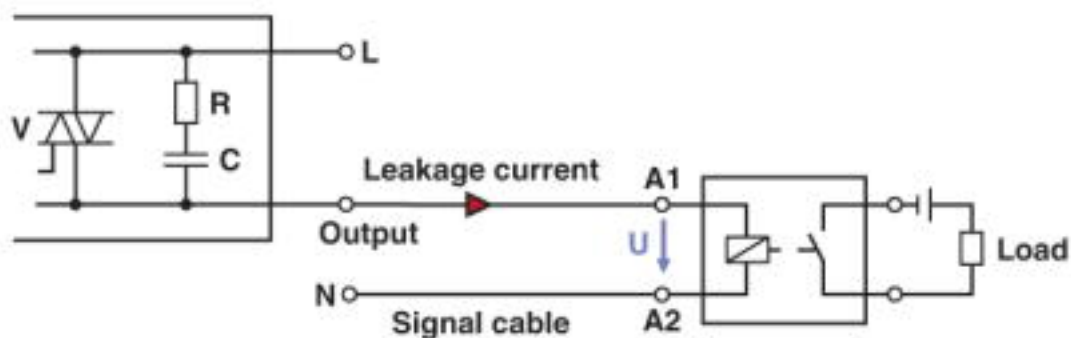 L
R
V
C
Leakage current
A1
Output
U
Load
N
Signal cable
A2